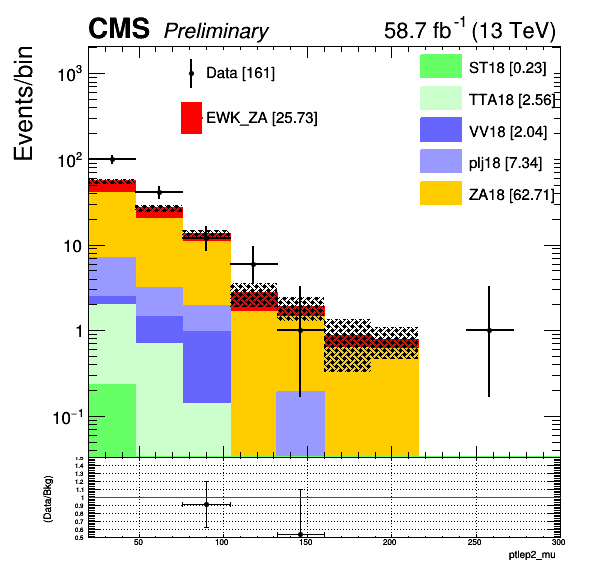 CMS Preliminary 58.7 fb⁻¹ (13 TeV)
Events/bin
10³
10²
10
1
10⁻¹
Data [161]
EWK_ZA [25.73]
ST18 [0.23]
TTA18 [2.56]
VV18 [2.04]
plj18 [7.34]
ZA18 [62.71]
(Data/Bkg)
1.5
1.4
1.3
1.2
1.1
1
0.9
0.8
0.7
0.6
0.5
50 100 150 200 250 300
ptlep2_mu